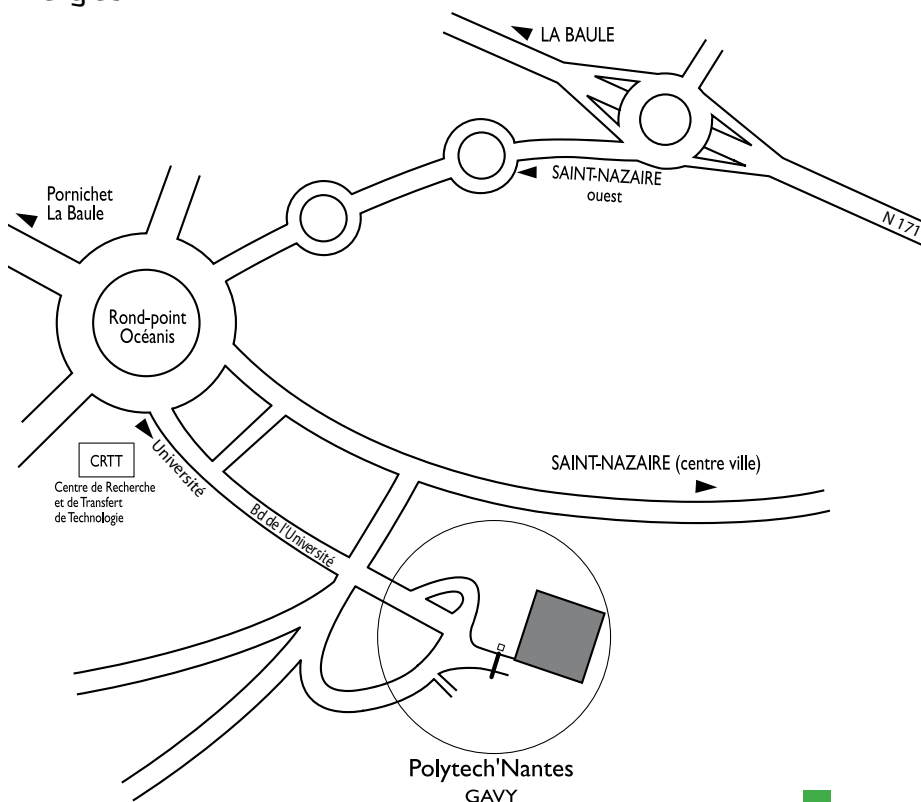 LA BAULE
SAINT-NAZAIRE
ouest
N 171
Pornichet
La Baule
Rond-point
Océanis
CRTT
Centre de Recherche
et de Transfert
de Technologie
Université
Bd de l'Université
SAINT-NAZAIRE (centre ville)
Polytech'Nantes
GAVY